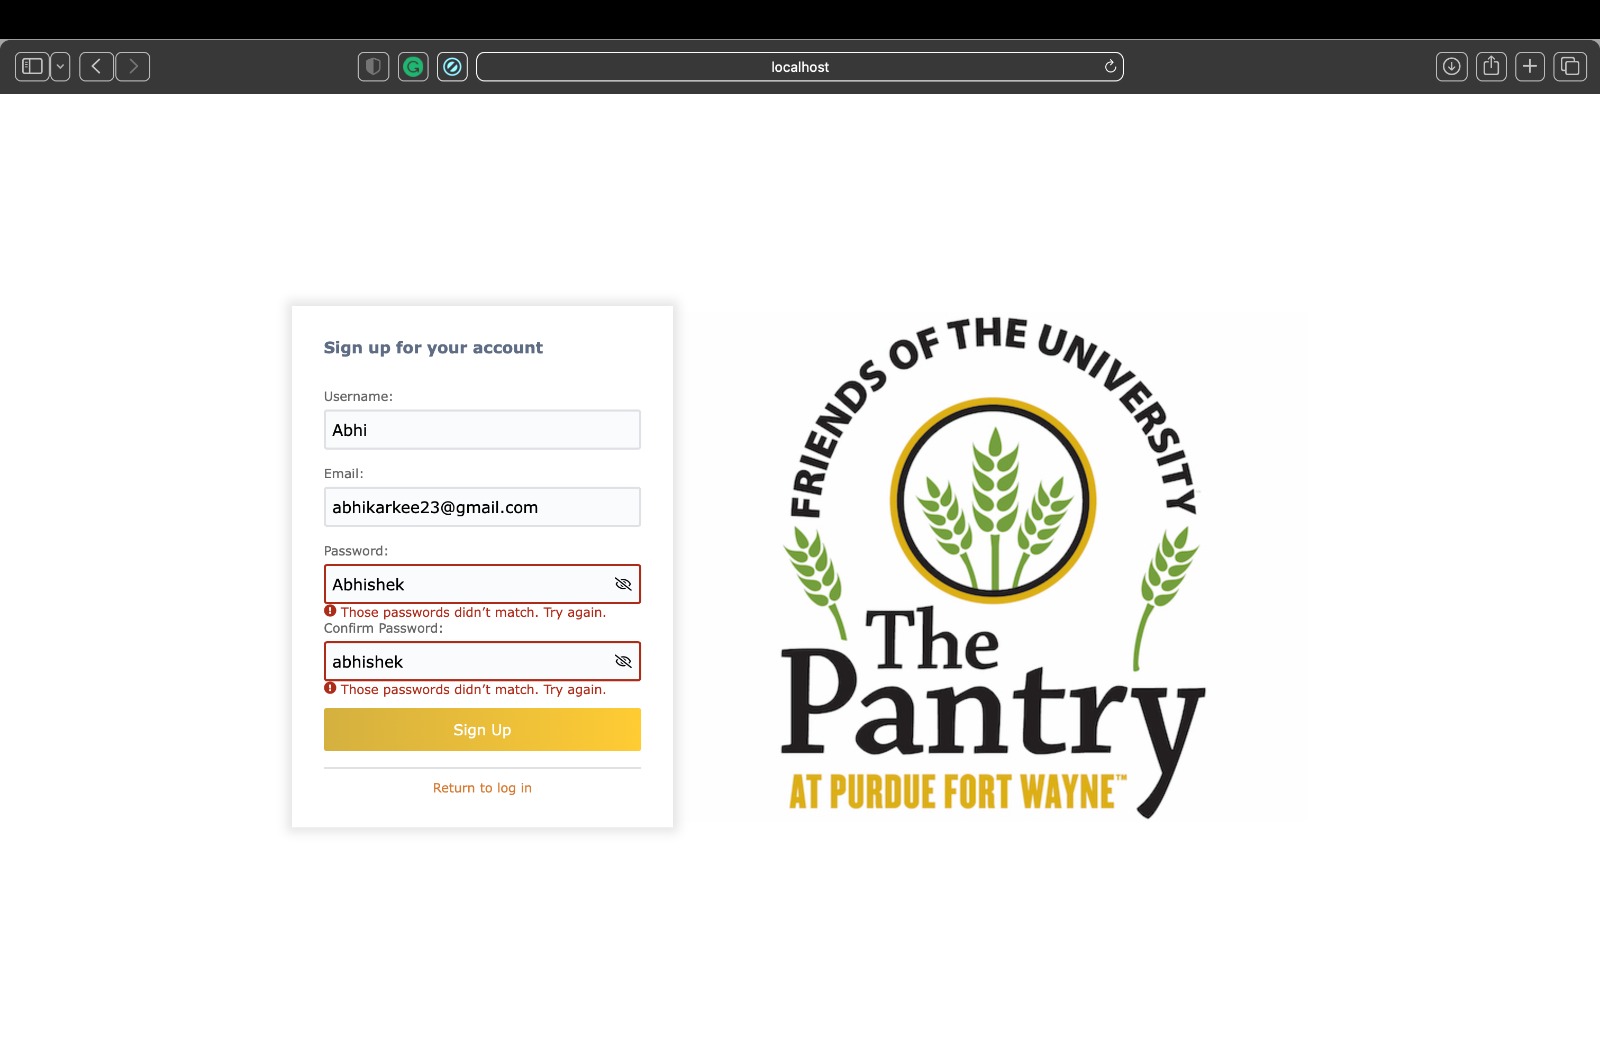 localhost
Sign up for your account
Username:
Abhi
Email:
abhikarkee23@gmail.com
Password:
Abhishek
Those passwords didn’t match. Try again.
Confirm Password:
abhishek
Those passwords didn’t match. Try again.
Sign Up
Return to log in
FRIENDS OF THE UNIVERSITY
The
Pantry
AT PURDUE FORT WAYNE™